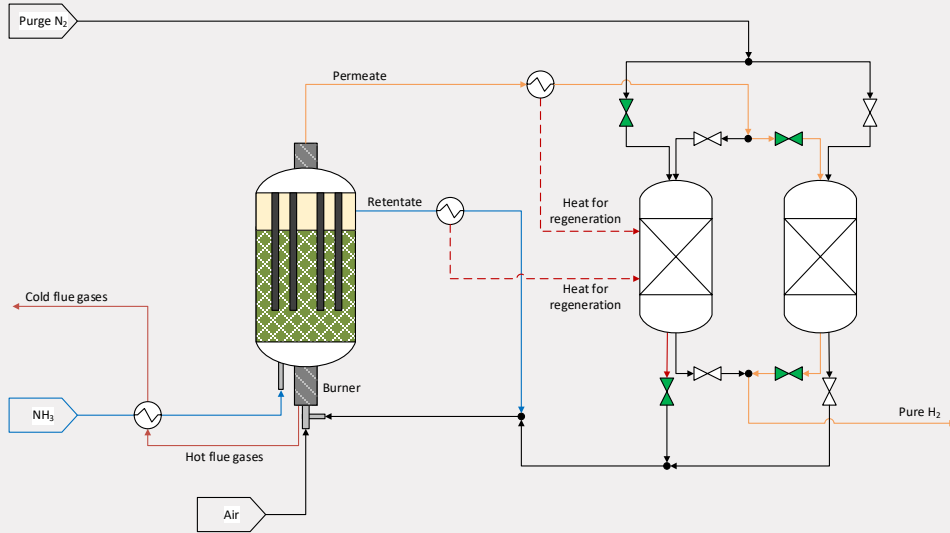 Purge N₂
Permeate
Retentate
Heat for
regeneration
Heat for
regeneration
Cold flue gases
Burner
NH₃
Hot flue gases
Pure H₂
Air